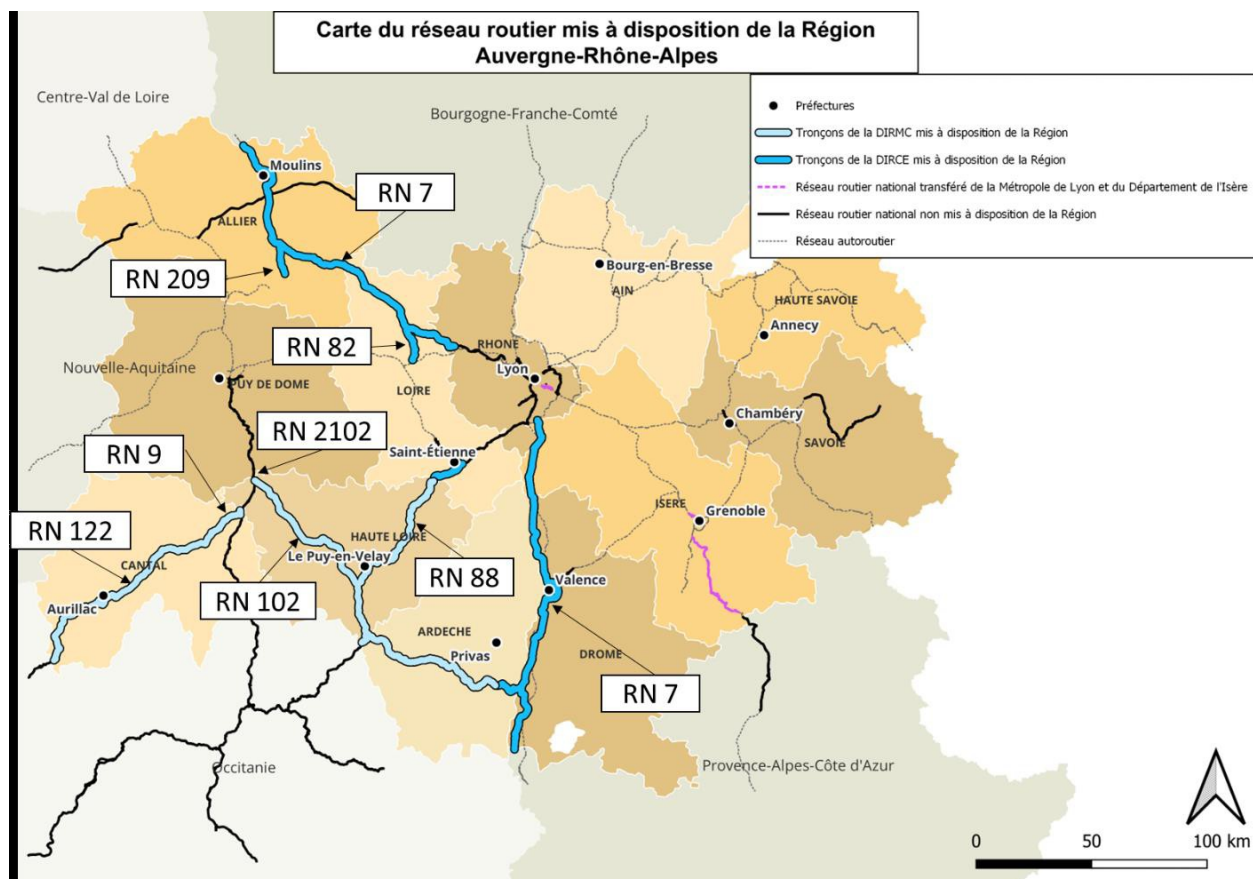 Carte du réseau routier mis à disposition de la Région
Auvergne-Rhône-Alpes
Préfectures
Tronçons de la DIRMC mis à disposition de la Région
Tronçons de la DIRCE mis à disposition de la Région
Réseau routier national transféré de la Métropole de Lyon et du Département de l'Isère
Réseau routier national non mis à disposition de la Région
Réseau autoroutier
Centre-Val de Loire
Bourgogne-Franche-Comté
Moulins
RN 7
ALLIER
Bourg-en-Bresse
AIN
RN 209
HAUTE SAVOIE
Annecy
RN 82
RHONE
Nouvelle-Aquitaine
Lyon
PUY DE DOME
LOIRE
Chambéry
RN 2102
SAVOIE
RN 9
Saint-Étienne
ISERE
Grenoble
RN 122
HAUTE LOIRE
Le Puy-en-Velay
CANTAL
RN 88
Valence
Aurillac
RN 102
ARDECHE
Privas
DROME
RN 7
Occitanie
Provence-Alpes-Côte d'Azur
0 50 100 km